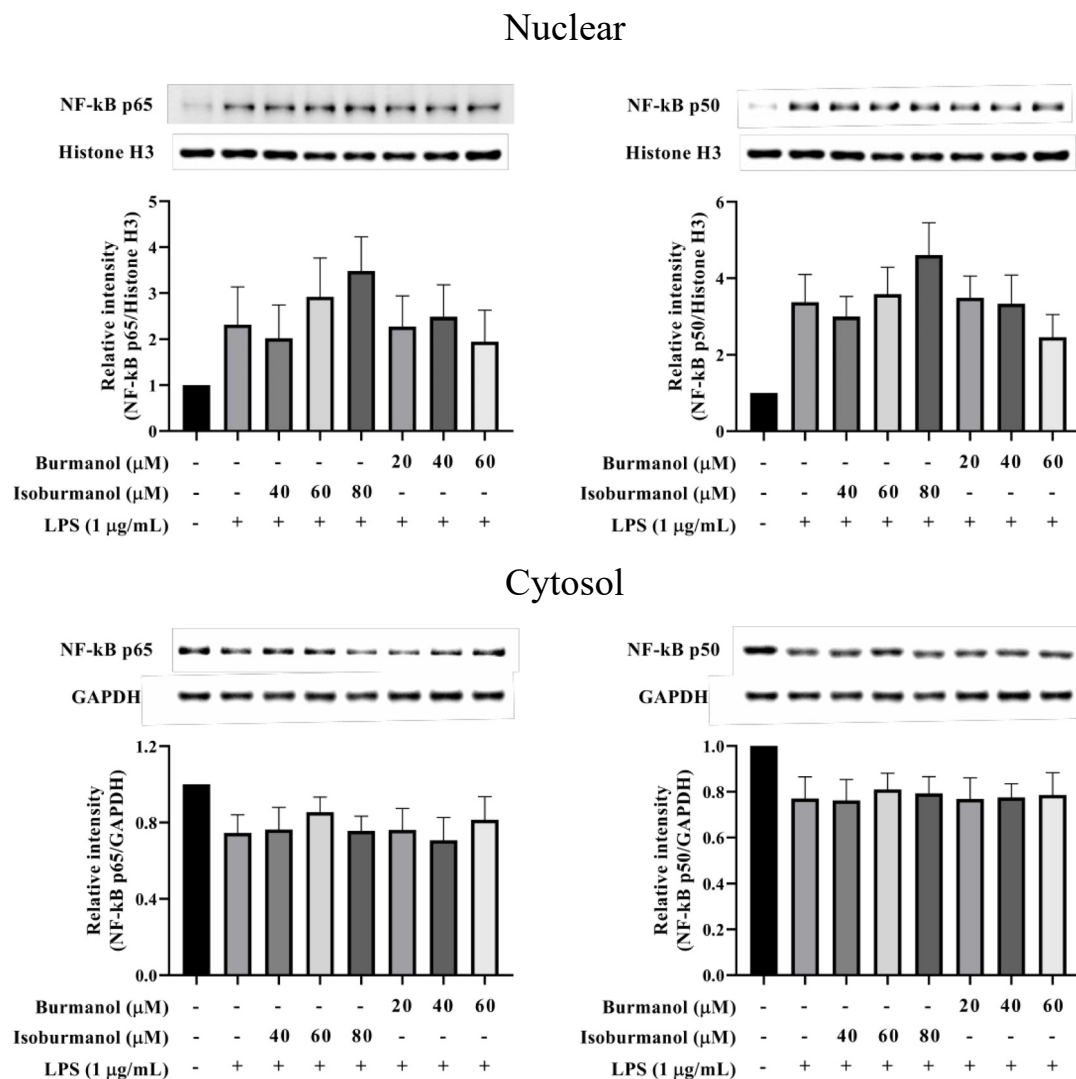 Nuclear
NF-kB p65
Histone H3
Relative intensity
(NF-kB p65/Histone H3)
5
4
3
2
1
0
Burmanol (μM) - - - - - 20 40 60
Isoburmanol (μM) - - 40 60 80 - - -
LPS (1 μg/mL) - + + + + + + +
NF-kB p50
Histone H3
Relative intensity
(NF-kB p50/Histone H3)
6
4
2
0
Burmanol (μM) - - - - - 20 40 60
Isoburmanol (μM) - - 40 60 80 - - -
LPS (1 μg/mL) - + + + + + + +
Cytosol
NF-kB p65
GAPDH
Relative intensity
(NF-kB p65/GAPDH)
1.2
0.8
0.4
0.0
Burmanol (μM) - - - - - 20 40 60
Isoburmanol (μM) - - 40 60 80 - - -
LPS (1 μg/mL) - + + + + + + +
NF-kB p50
GAPDH
Relative intensity
(NF-kB p50/GAPDH)
1.0
0.8
0.6
0.4
0.2
0.0
Burmanol (μM) - - - - - 20 40 60
Isoburmanol (μM) - - 40 60 80 - - -
LPS (1 μg/mL) - + + + + + + +